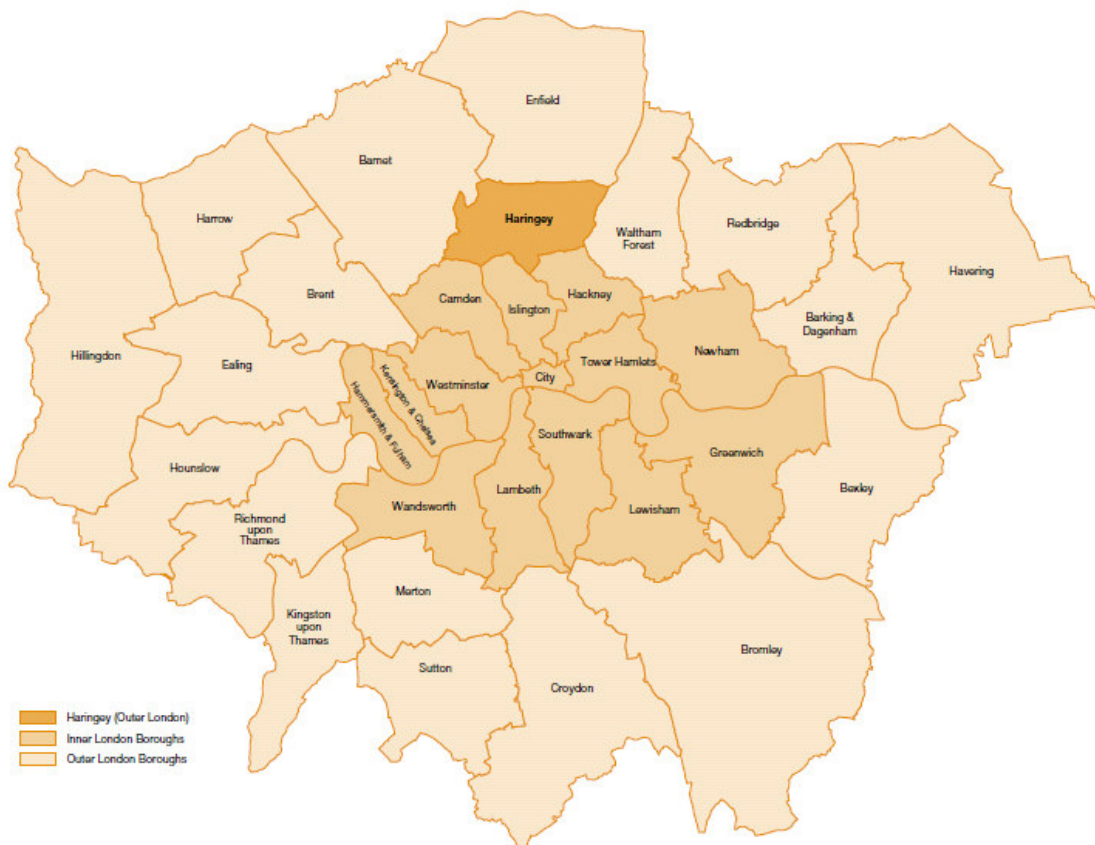 Enfield
Barnet
Harrow
Haringey
Waltham
Forest
Redbridge
Havering
Brent
Camden
Islington
Hackney
Barking &
Dagenham
Hillingdon
Ealing
Newham
Tower Hamlets
City
Westminster
Kensington & Chelsea
Hammersmith & Fulham
Southwark
Greenwich
Hounslow
Bexley
Wandsworth
Lambeth
Lewisham
Richmond
upon
Thames
Merton
Kingston
upon
Thames
Sutton
Croydon
Bromley
Haringey (Outer London)
Inner London Boroughs
Outer London Boroughs